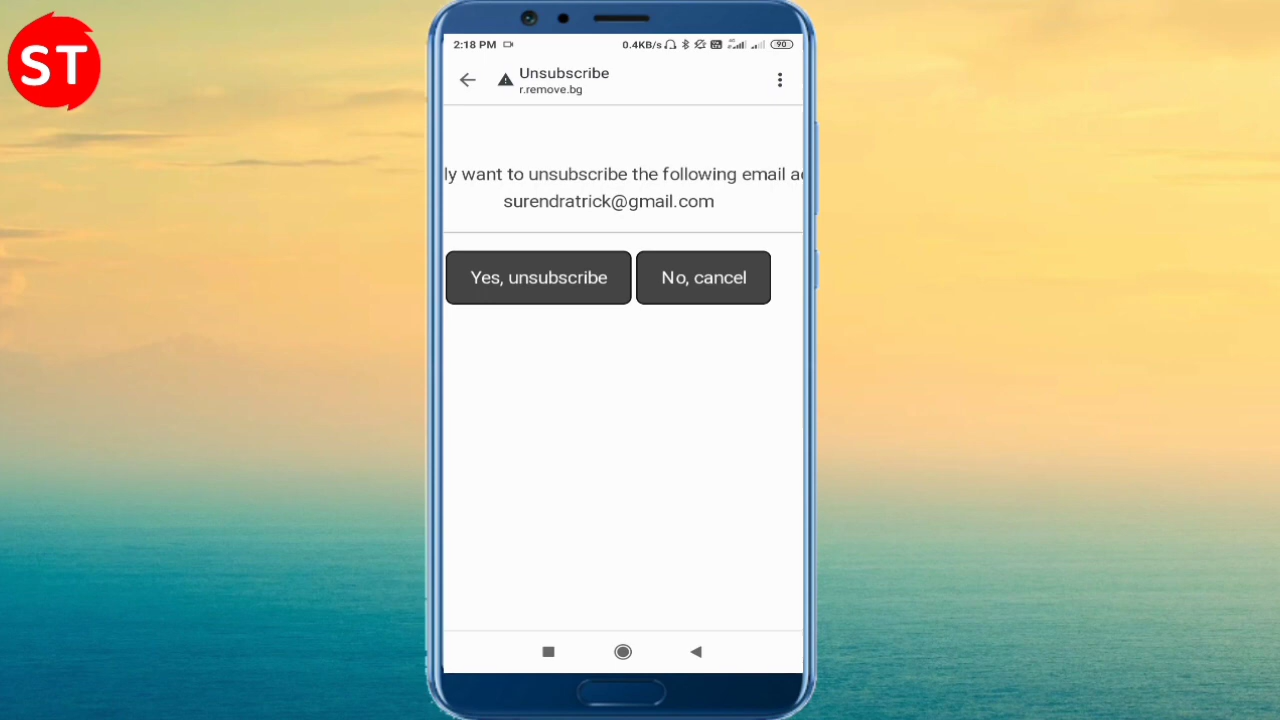 ST
2:18 PM
0.4KB/s
4G
90
Unsubscribe
r.remove.bg
ly want to unsubscribe the following email a
surendratrick@gmail.com
Yes, unsubscribe
No, cancel